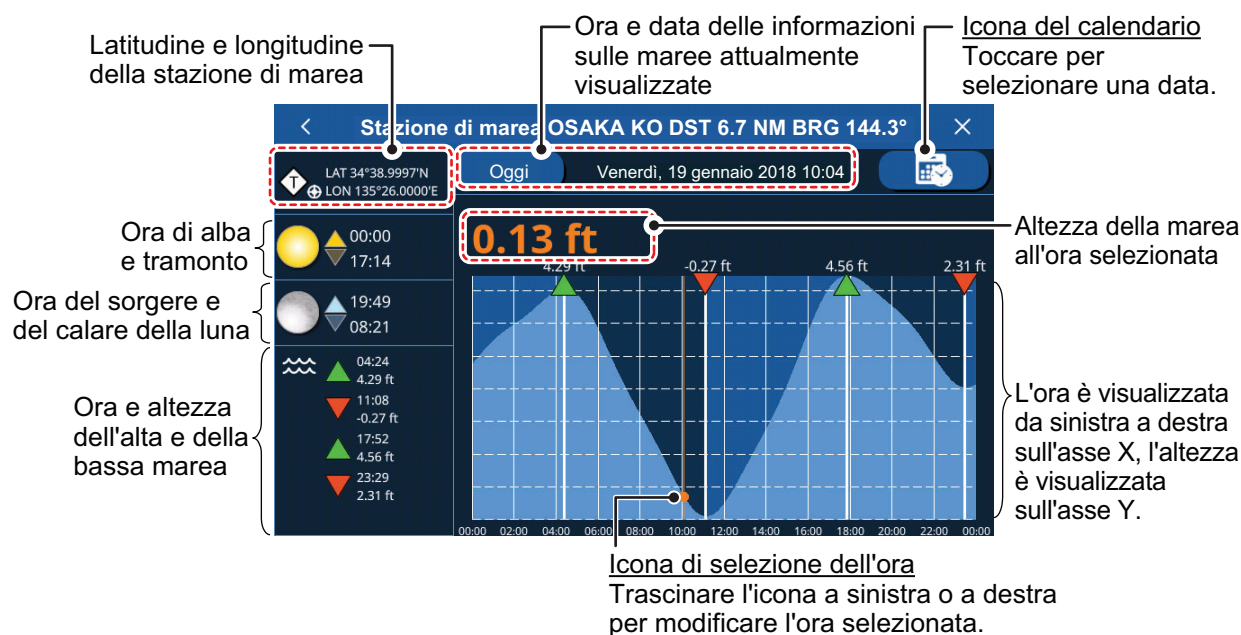 Latitudine e longitudine
della stazione di marea
Ora e data delle informazioni
sulle maree attualmente
visualizzate
Icona del calendario
Toccare per
selezionare una data.
Stazione di marea OSAKA KO DST 6.7 NM BRG 144.3°
T
LAT 34°38.9997'N
LON 135°26.0000'E
Oggi
Venerdì, 19 gennaio 2018 10:04
Ora di alba
e tramonto
00:00
17:14
0.13 ft
Altezza della marea
all'ora selezionata
4.29 ft
-0.27 ft
4.56 ft
2.31 ft
Ora del sorgere e
del calare della luna
19:49
08:21
Ora e altezza
dell'alta e della
bassa marea
04:24
4.29 ft
11:08
-0.27 ft
17:52
4.56 ft
23:29
2.31 ft
L'ora è visualizzata
da sinistra a destra
sull'asse X, l'altezza
è visualizzata
sull'asse Y.
00:00 02:00 04:00 06:00 08:00 10:00 12:00 14:00 16:00 18:00 20:00 22:00 00:00
Icona di selezione dell'ora
Trascinare l'icona a sinistra o a destra
per modificare l'ora selezionata.